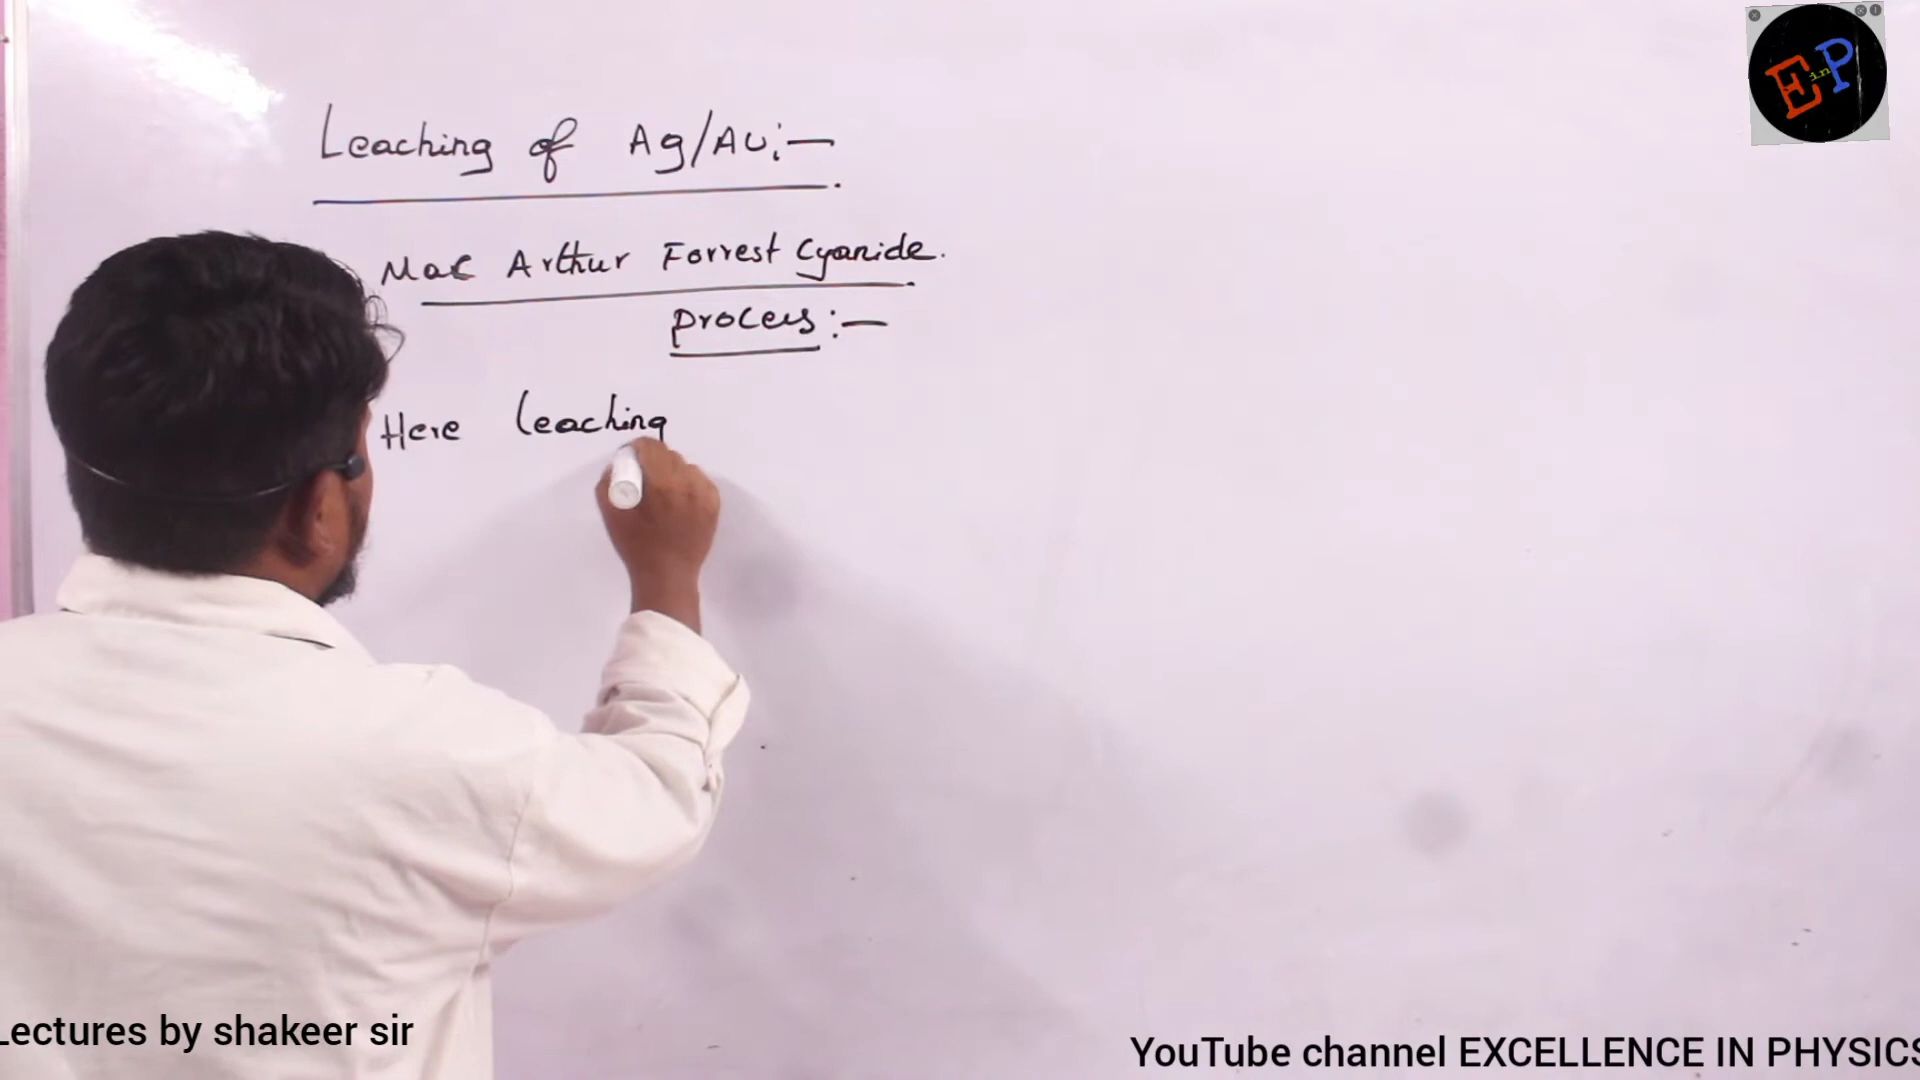 Leaching of Ag/Au:-
Mac Arthur Forrest Cyanide.
process:-
Here leaching
E in P
Lectures by shakeer sir
YouTube channel EXCELLENCE IN PHYSICS